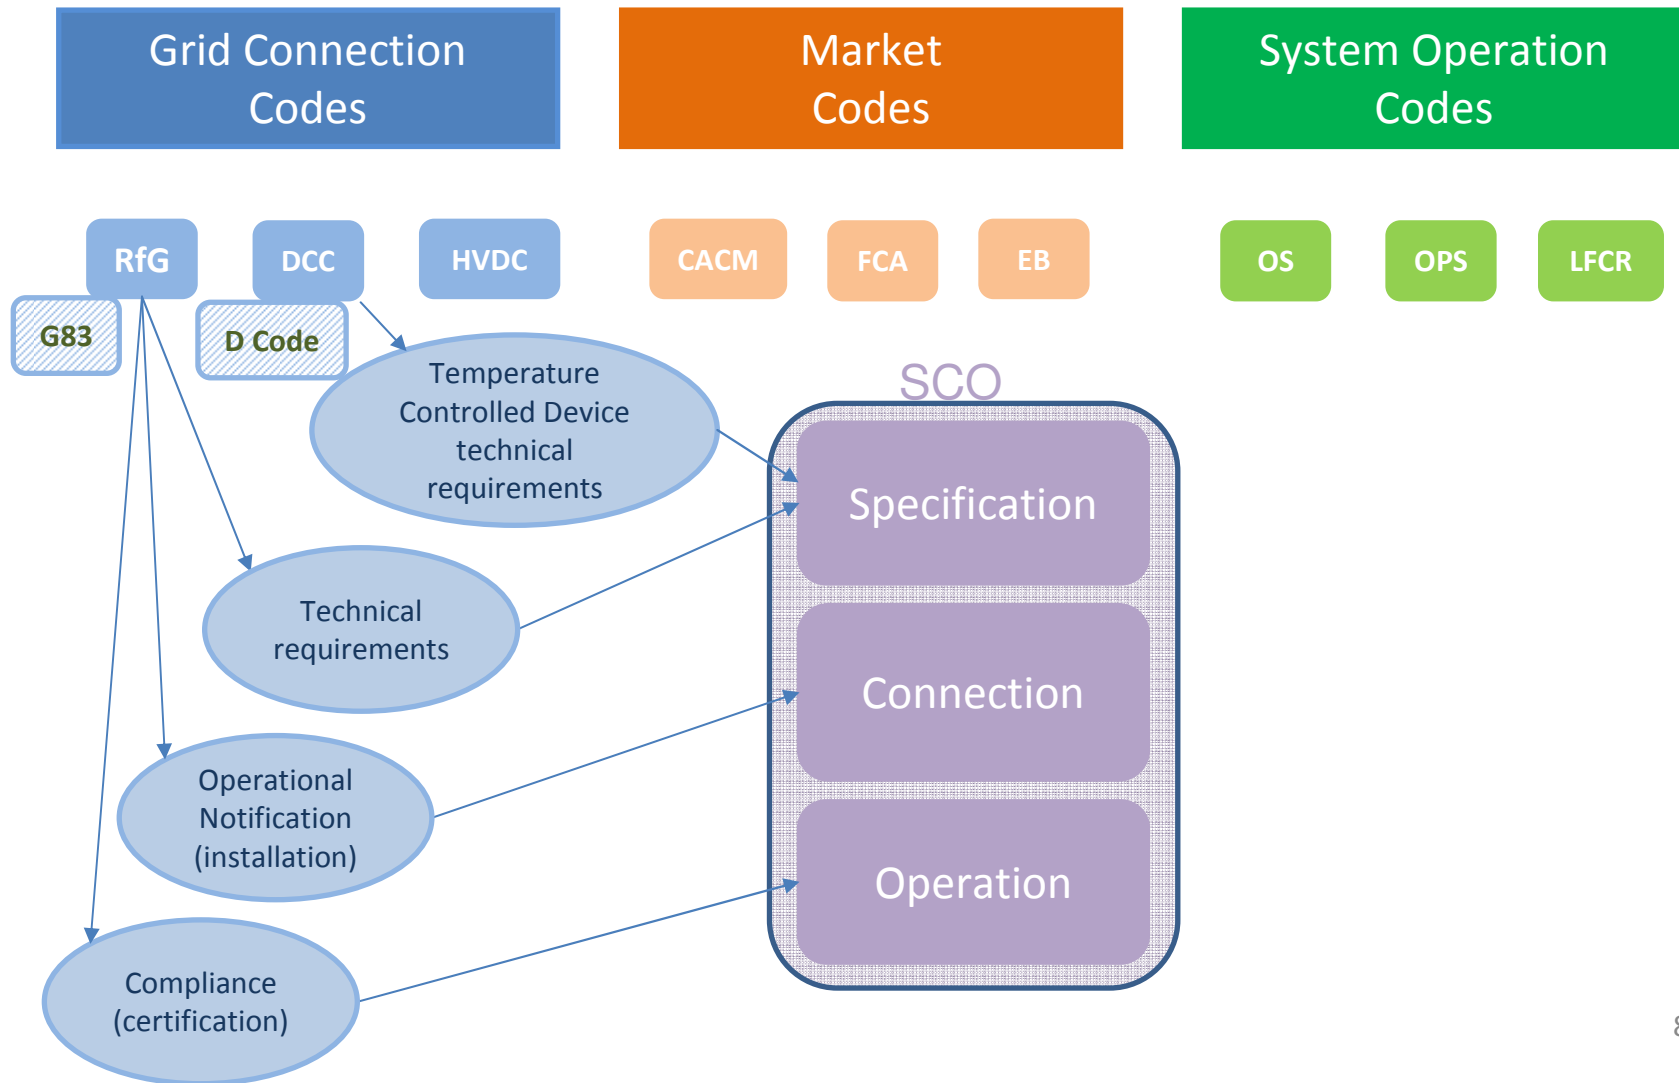 Grid Connection
Codes
Market
Codes
System Operation
Codes
RfG
DCC
HVDC
CACM
FCA
EB
OS
OPS
LFCR
G83
D Code
Temperature
Controlled Device
technical
requirements
SCO
Specification
Technical
requirements
Connection
Operational
Notification
(installation)
Operation
Compliance
(certification)
8